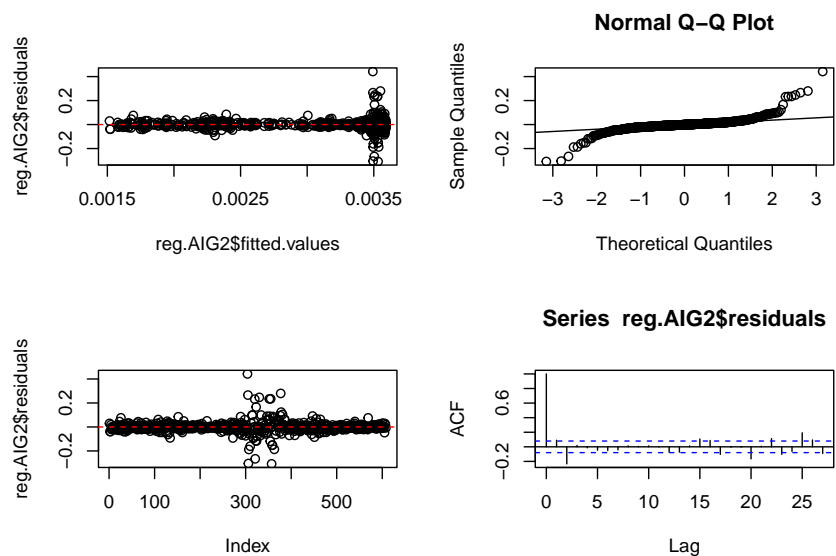 reg.AIG2$residuals
0.2
−0.2
0.0015
0.0025
0.0035
reg.AIG2$fitted.values
Normal Q−Q Plot
Sample Quantiles
0.2
−0.2
−3
−2
−1
0
1
2
3
Theoretical Quantiles
reg.AIG2$residuals
0.2
−0.2
0
100
300
500
Index
Series reg.AIG2$residuals
ACF
0.6
−0.2
0
5
10
15
20
25
Lag